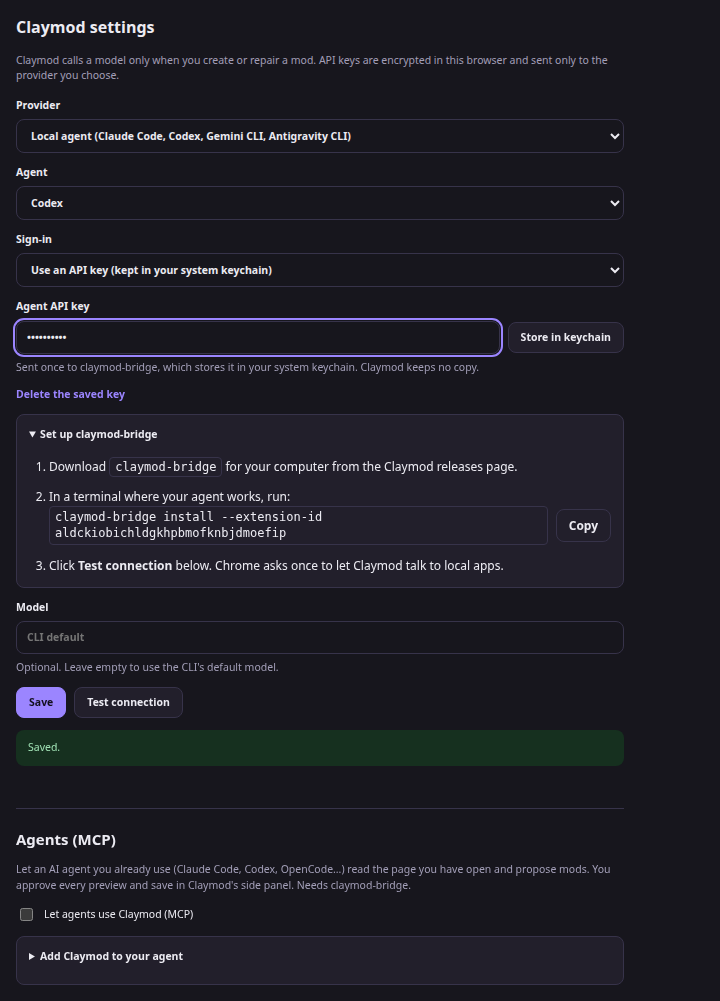 Claymod settings
Claymod calls a model only when you create or repair a mod. API keys are encrypted in this browser and sent only to the
provider you choose.
Provider
Local agent (Claude Code, Codex, Gemini CLI, Antigravity CLI)
Agent
Codex
Sign-in
Use an API key (kept in your system keychain)
Agent API key
••••••••••
Store in keychain
Sent once to claymod-bridge, which stores it in your system keychain. Claymod keeps no copy.
Delete the saved key
▼ Set up claymod-bridge
1. Download claymod-bridge for your computer from the Claymod releases page.
2. In a terminal where your agent works, run:
claymod-bridge install --extension-id
aldckiobichldgkhpbmofknbjdmoefip
Copy
3. Click Test connection below. Chrome asks once to let Claymod talk to local apps.
Model
CLI default
Optional. Leave empty to use the CLI's default model.
Save
Test connection
Saved.
Agents (MCP)
Let an AI agent you already use (Claude Code, Codex, OpenCode…) read the page you have open and propose mods. You
approve every preview and save in Claymod's side panel. Needs claymod-bridge.
Let agents use Claymod (MCP)
▶ Add Claymod to your agent